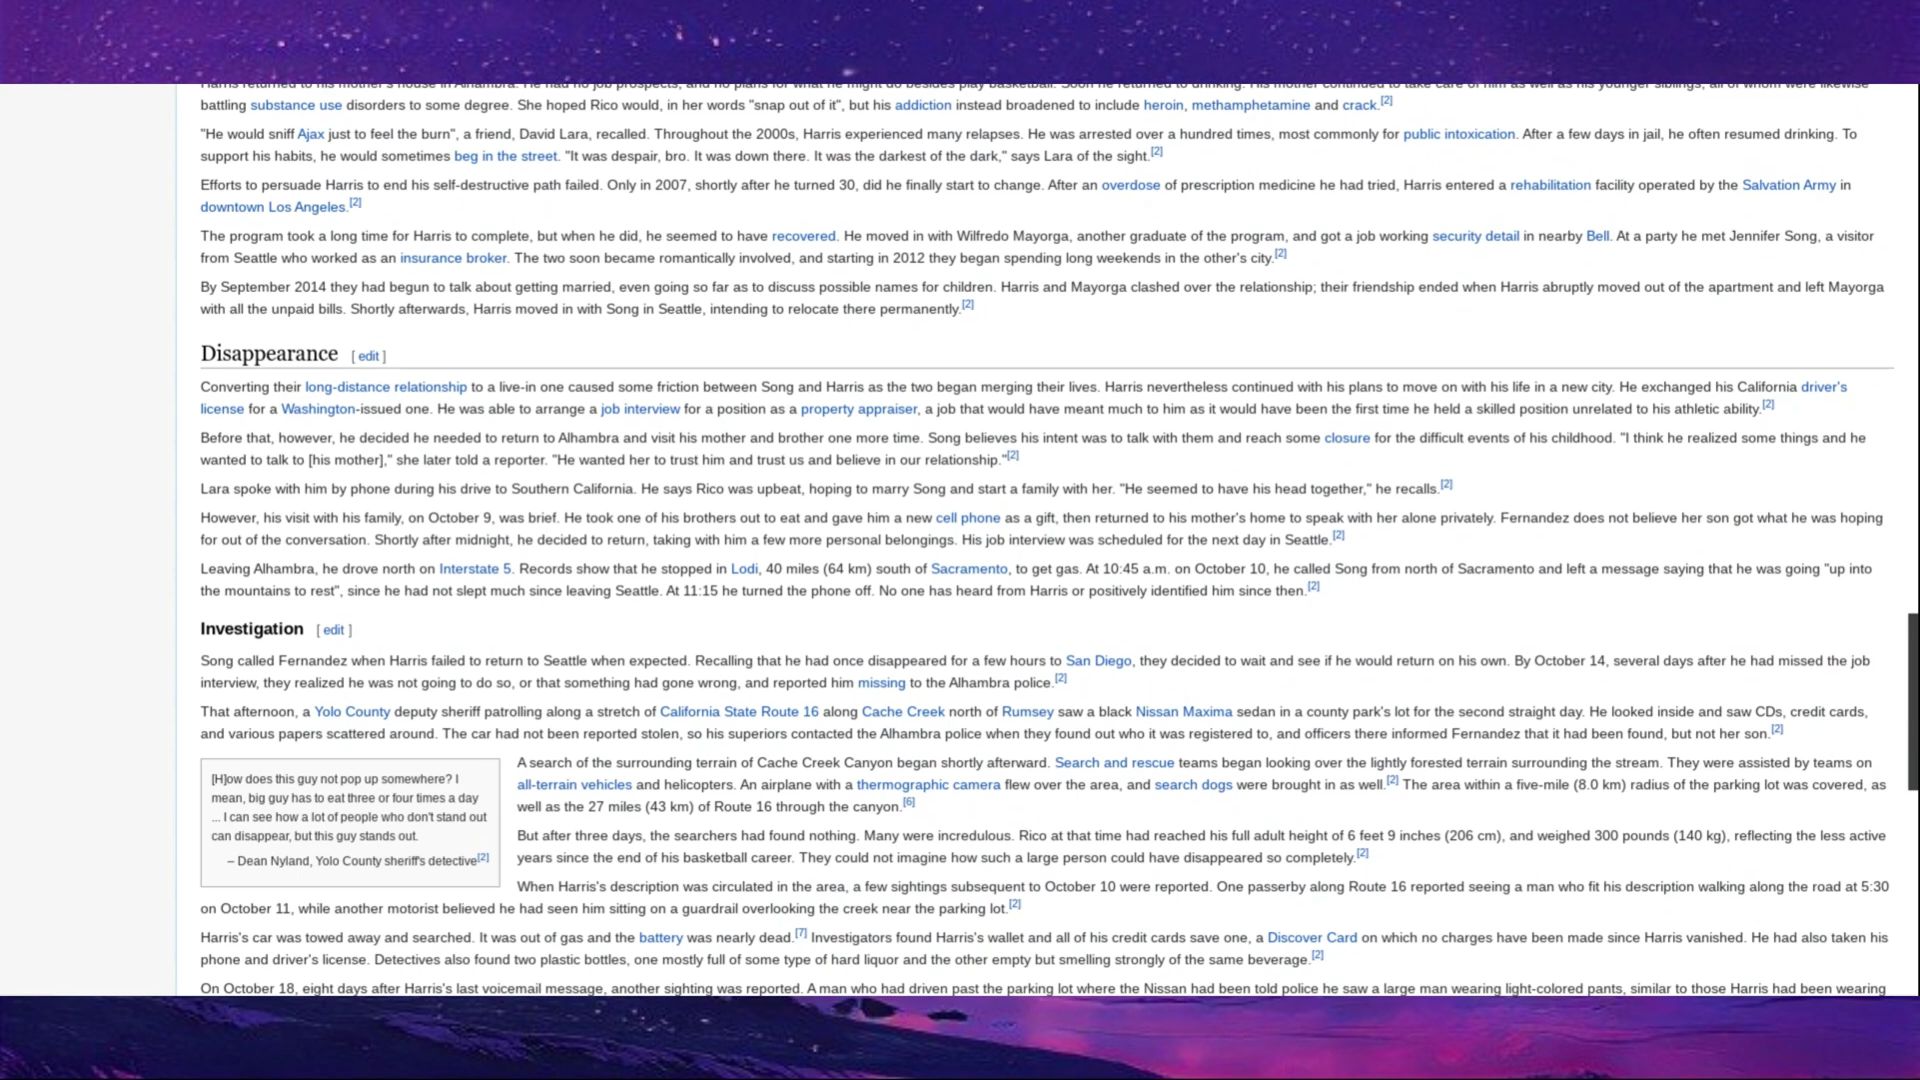 Harris returned to his mother's house in Alhambra. He had no job prospects, and no plans for what he might do besides play basketball. Soon he returned to drinking. His mother continued to take care of him as well as his younger siblings, all of whom were likewise
battling substance use disorders to some degree. She hoped Rico would, in her words "snap out of it", but his addiction instead broadened to include heroin, methamphetamine and crack.[2]
"He would sniff Ajax just to feel the burn", a friend, David Lara, recalled. Throughout the 2000s, Harris experienced many relapses. He was arrested over a hundred times, most commonly for public intoxication. After a few days in jail, he often resumed drinking. To
support his habits, he would sometimes beg in the street. "It was despair, bro. It was down there. It was the darkest of the dark," says Lara of the sight.[2]
Efforts to persuade Harris to end his self-destructive path failed. Only in 2007, shortly after he turned 30, did he finally start to change. After an overdose of prescription medicine he had tried, Harris entered a rehabilitation facility operated by the Salvation Army in
downtown Los Angeles.[2]
The program took a long time for Harris to complete, but when he did, he seemed to have recovered. He moved in with Wilfredo Mayorga, another graduate of the program, and got a job working security detail in nearby Bell. At a party he met Jennifer Song, a visitor
from Seattle who worked as an insurance broker. The two soon became romantically involved, and starting in 2012 they began spending long weekends in the other's city.[2]
By September 2014 they had begun to talk about getting married, even going so far as to discuss possible names for children. Harris and Mayorga clashed over the relationship; their friendship ended when Harris abruptly moved out of the apartment and left Mayorga
with all the unpaid bills. Shortly afterwards, Harris moved in with Song in Seattle, intending to relocate there permanently.[2]
Disappearance [ edit ]
Converting their long-distance relationship to a live-in one caused some friction between Song and Harris as the two began merging their lives. Harris nevertheless continued with his plans to move on with his life in a new city. He exchanged his California driver's
license for a Washington-issued one. He was able to arrange a job interview for a position as a property appraiser, a job that would have meant much to him as it would have been the first time he held a skilled position unrelated to his athletic ability.[2]
Before that, however, he decided he needed to return to Alhambra and visit his mother and brother one more time. Song believes his intent was to talk with them and reach some closure for the difficult events of his childhood. "I think he realized some things and he
wanted to talk to [his mother]," she later told a reporter. "He wanted her to trust him and trust us and believe in our relationship."[2]
Lara spoke with him by phone during his drive to Southern California. He says Rico was upbeat, hoping to marry Song and start a family with her. "He seemed to have his head together," he recalls.[2]
However, his visit with his family, on October 9, was brief. He took one of his brothers out to eat and gave him a new cell phone as a gift, then returned to his mother's home to speak with her alone privately. Fernandez does not believe her son got what he was hoping
for out of the conversation. Shortly after midnight, he decided to return, taking with him a few more personal belongings. His job interview was scheduled for the next day in Seattle.[2]
Leaving Alhambra, he drove north on Interstate 5. Records show that he stopped in Lodi, 40 miles (64 km) south of Sacramento, to get gas. At 10:45 a.m. on October 10, he called Song from north of Sacramento and left a message saying that he was going "up into
the mountains to rest", since he had not slept much since leaving Seattle. At 11:15 he turned the phone off. No one has heard from Harris or positively identified him since then.[2]
Investigation [ edit ]
Song called Fernandez when Harris failed to return to Seattle when expected. Recalling that he had once disappeared for a few hours to San Diego, they decided to wait and see if he would return on his own. By October 14, several days after he had missed the job
interview, they realized he was not going to do so, or that something had gone wrong, and reported him missing to the Alhambra police.[2]
That afternoon, a Yolo County deputy sheriff patrolling along a stretch of California State Route 16 along Cache Creek north of Rumsey saw a black Nissan Maxima sedan in a county park's lot for the second straight day. He looked inside and saw CDs, credit cards,
and various papers scattered around. The car had not been reported stolen, so his superiors contacted the Alhambra police when they found out who it was registered to, and officers there informed Fernandez that it had been found, but not her son.[2]
[H]ow does this guy not pop up somewhere? I
mean, big guy has to eat three or four times a day
... I can see how a lot of people who don't stand out
can disappear, but this guy stands out.
– Dean Nyland, Yolo County sheriff's detective[2]
A search of the surrounding terrain of Cache Creek Canyon began shortly afterward. Search and rescue teams began looking over the lightly forested terrain surrounding the stream. They were assisted by teams on
all-terrain vehicles and helicopters. An airplane with a thermographic camera flew over the area, and search dogs were brought in as well.[2] The area within a five-mile (8.0 km) radius of the parking lot was covered, as
well as the 27 miles (43 km) of Route 16 through the canyon.[6]
But after three days, the searchers had found nothing. Many were incredulous. Rico at that time had reached his full adult height of 6 feet 9 inches (206 cm), and weighed 300 pounds (140 kg), reflecting the less active
years since the end of his basketball career. They could not imagine how such a large person could have disappeared so completely.[2]
When Harris's description was circulated in the area, a few sightings subsequent to October 10 were reported. One passerby along Route 16 reported seeing a man who fit his description walking along the road at 5:30
on October 11, while another motorist believed he had seen him sitting on a guardrail overlooking the creek near the parking lot.[2]
Harris's car was towed away and searched. It was out of gas and the battery was nearly dead.[7] Investigators found Harris's wallet and all of his credit cards save one, a Discover Card on which no charges have been made since Harris vanished. He had also taken his
phone and driver's license. Detectives also found two plastic bottles, one mostly full of some type of hard liquor and the other empty but smelling strongly of the same beverage.[2]
On October 18, eight days after Harris's last voicemail message, another sighting was reported. A man who had driven past the parking lot where the Nissan had been told police he saw a large man wearing light-colored pants, similar to those Harris had been wearing